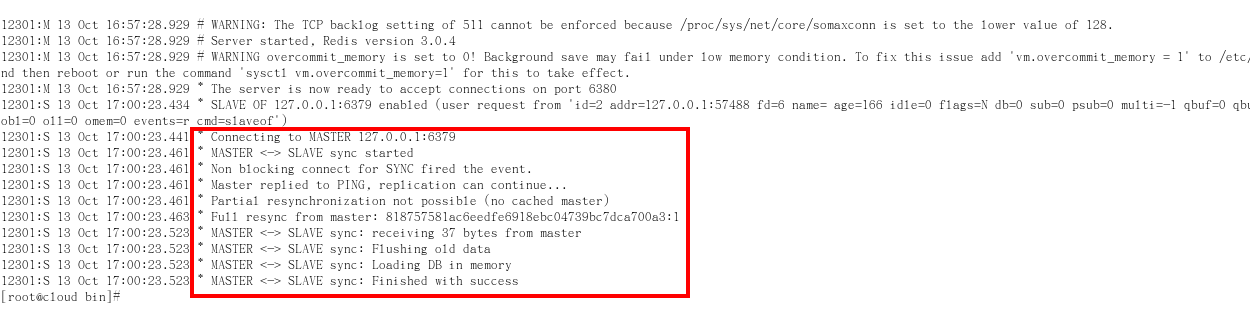 12301:M 13 Oct 16:57:28.929 # WARNING: The TCP backlog setting of 511 cannot be enforced because /proc/sys/net/core/somaxconn is set to the lower value of 128.
12301:M 13 Oct 16:57:28.929 # Server started, Redis version 3.0.4
12301:M 13 Oct 16:57:28.929 # WARNING overcommit_memory is set to 0! Background save may fail under low memory condition. To fix this issue add 'vm.overcommit_memory = 1' to /etc/
nd then reboot or run the command 'sysctl vm.overcommit_memory=1' for this to take effect.
12301:M 13 Oct 16:57:28.929 * The server is now ready to accept connections on port 6380
12301:S 13 Oct 17:00:23.434 * SLAVE OF 127.0.0.1:6379 enabled (user request from 'id=2 addr=127.0.0.1:57488 fd=6 name= age=166 idle=0 flags=N db=0 sub=0 psub=0 multi=-1 qbuf=0 qbu
obl=0 oll=0 omem=0 events=r cmd=slaveof')
12301:S 13 Oct 17:00:23.441 * Connecting to MASTER 127.0.0.1:6379
12301:S 13 Oct 17:00:23.461 * MASTER <-> SLAVE sync started
12301:S 13 Oct 17:00:23.461 * Non blocking connect for SYNC fired the event.
12301:S 13 Oct 17:00:23.461 * Master replied to PING, replication can continue...
12301:S 13 Oct 17:00:23.461 * Partial resynchronization not possible (no cached master)
12301:S 13 Oct 17:00:23.463 * Full resync from master: 818757581ac6eedfe6918ebc04739bc7dca700a3:1
12301:S 13 Oct 17:00:23.523 * MASTER <-> SLAVE sync: receiving 37 bytes from master
12301:S 13 Oct 17:00:23.523 * MASTER <-> SLAVE sync: Flushing old data
12301:S 13 Oct 17:00:23.523 * MASTER <-> SLAVE sync: Loading DB in memory
12301:S 13 Oct 17:00:23.523 * MASTER <-> SLAVE sync: Finished with success
[root@cloud bin]#